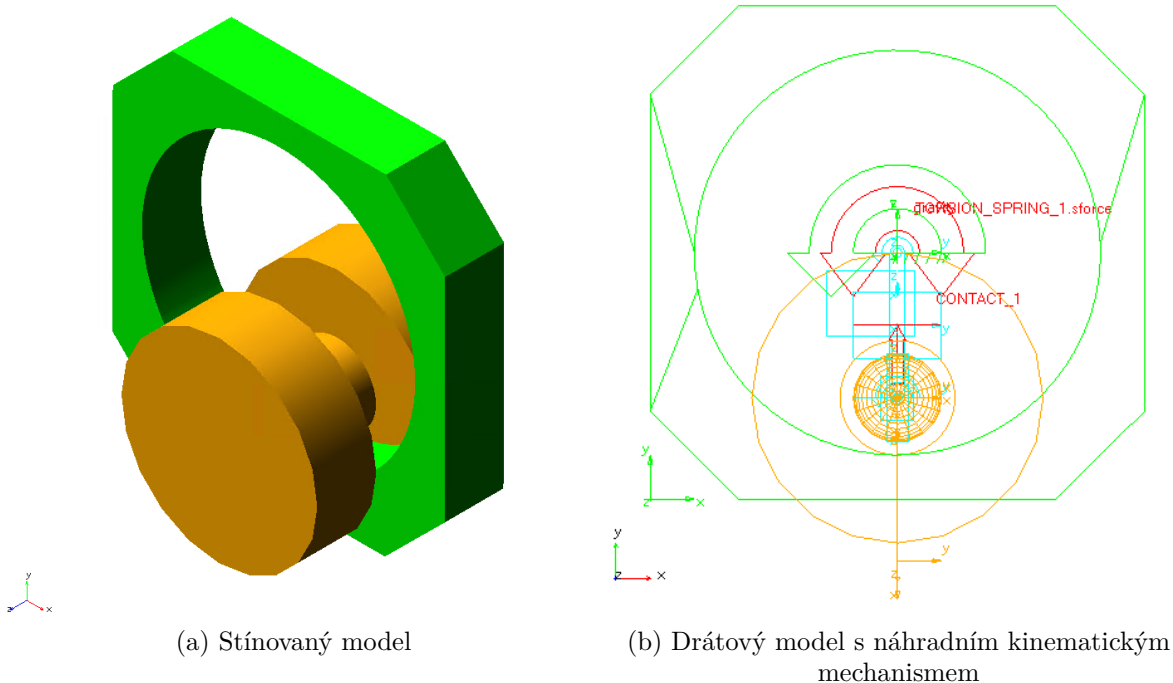 TORSION_SPRING_1.sforce
z
y
CONTACT_1
z
y
y
x
y
z
x
y
z
x
y
z
x
y
z
x
(a) Stínovaný model
(b) Drátový model s náhradním kinematickým
mechanismem